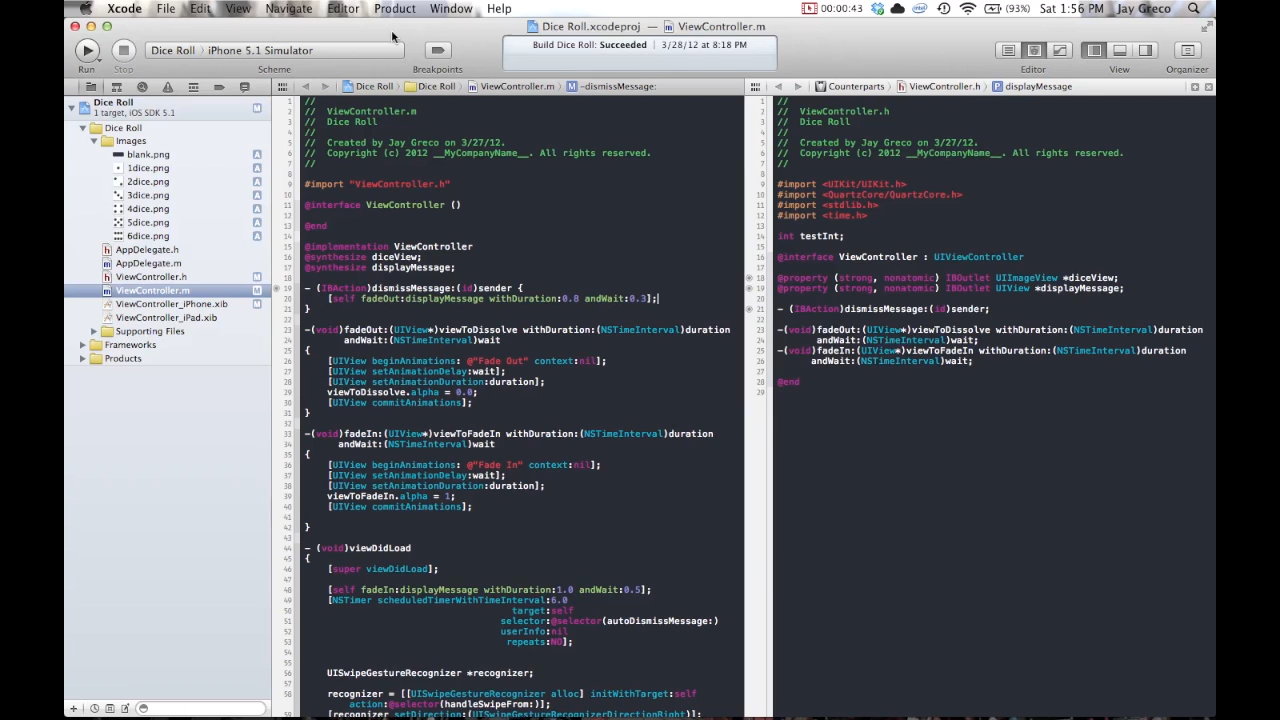 Xcode File Edit View Navigate Editor Product Window Help 00:00:43 (93%) Sat 1:56 PM Jay Greco
Dice Roll.xcodeproj — ViewController.m
Dice Roll iPhone 5.1 Simulator
Build Dice Roll: Succeeded 3/28/12 at 8:18 PM
Run Stop Scheme Breakpoints Editor View Organizer
Dice Roll
1 target, iOS SDK 5.1 M
Dice Roll
Images
blank.png A
1dice.png A
2dice.png A
3dice.png A
4dice.png A
5dice.png A
6dice.png A
AppDelegate.h
AppDelegate.m
ViewController.h M
ViewController.m M
ViewController_iPhone.xib
ViewController_iPad.xib
Supporting Files
Frameworks
Products
Dice Roll Dice Roll ViewController.m M -dismissMessage:
//
// ViewController.m
// Dice Roll
//
// Created by Jay Greco on 3/27/12.
// Copyright (c) 2012 __MyCompanyName__. All rights reserved.
//
#import "ViewController.h"
@interface ViewController ()
@end
@implementation ViewController
@synthesize diceView;
@synthesize displayMessage;
- (IBAction)dismissMessage:(id)sender {
[self fadeOut:displayMessage withDuration:0.8 andWait:0.3];
}
-(void)fadeOut:(UIView*)viewToDissolve withDuration:(NSTimeInterval)duration
andWait:(NSTimeInterval)wait
{
[UIView beginAnimations: @"Fade Out" context:nil];
[UIView setAnimationDelay:wait];
[UIView setAnimationDuration:duration];
viewToDissolve.alpha = 0.0;
[UIView commitAnimations];
}
-(void)fadeIn:(UIView*)viewToFadeIn withDuration:(NSTimeInterval)duration
andWait:(NSTimeInterval)wait
{
[UIView beginAnimations: @"Fade In" context:nil];
[UIView setAnimationDelay:wait];
[UIView setAnimationDuration:duration];
viewToFadeIn.alpha = 1;
[UIView commitAnimations];
}
- (void)viewDidLoad
{
[super viewDidLoad];
[self fadeIn:displayMessage withDuration:1.0 andWait:0.5];
[NSTimer scheduledTimerWithTimeInterval:6.0
target:self
selector:@selector(autoDismissMessage:)
userInfo:nil
repeats:NO];
UISwipeGestureRecognizer *recognizer;
recognizer = [[UISwipeGestureRecognizer alloc] initWithTarget:self
action:@selector(handleSwipeFrom:)];
[recognizer setDirection:(UISwipeGestureRecognizerDirectionRight)];
Counterparts ViewController.h displayMessage
//
// ViewController.h
// Dice Roll
//
// Created by Jay Greco on 3/27/12.
// Copyright (c) 2012 __MyCompanyName__. All rights reserved.
//
#import <UIKit/UIKit.h>
#import <QuartzCore/QuartzCore.h>
#import <stdlib.h>
#import <time.h>
int testInt;
@interface ViewController : UIViewController
@property (strong, nonatomic) IBOutlet UIImageView *diceView;
@property (strong, nonatomic) IBOutlet UIView *displayMessage;
- (IBAction)dismissMessage:(id)sender;
-(void)fadeOut:(UIView*)viewToDissolve withDuration:(NSTimeInterval)duration
andWait:(NSTimeInterval)wait;
-(void)fadeIn:(UIView*)viewToFadeIn withDuration:(NSTimeInterval)duration
andWait:(NSTimeInterval)wait;
@end